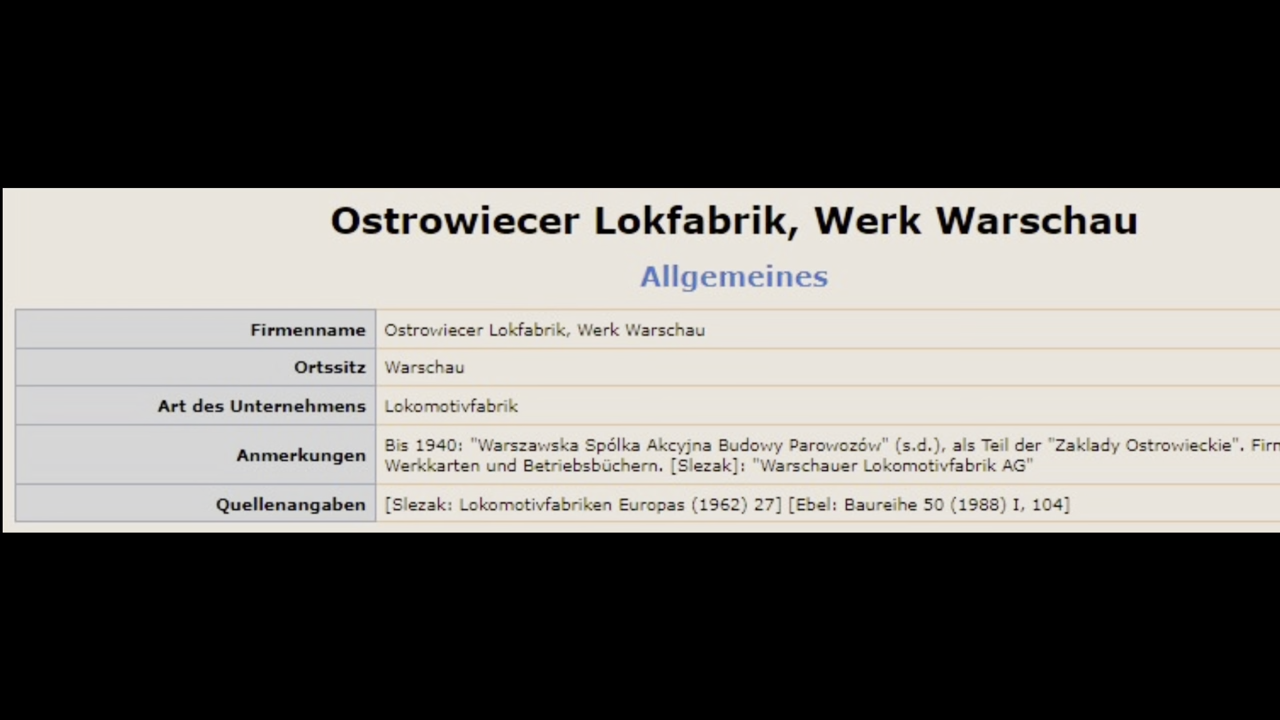 Ostrowiecer Lokfabrik, Werk Warschau
Allgemeines
Firmenname Ostrowiecer Lokfabrik, Werk Warschau
Ortssitz Warschau
Art des Unternehmens Lokomotivfabrik
Anmerkungen Bis 1940: "Warszawska Spólka Akcyjna Budowy Parowozów" (s.d.), als Teil der "Zaklady Ostrowieckie". Firn
Werkkarten und Betriebsbüchern. [Slezak]: "Warschauer Lokomotivfabrik AG"
Quellenangaben [Slezak: Lokomotivfabriken Europas (1962) 27] [Ebel: Baureihe 50 (1988) I, 104]